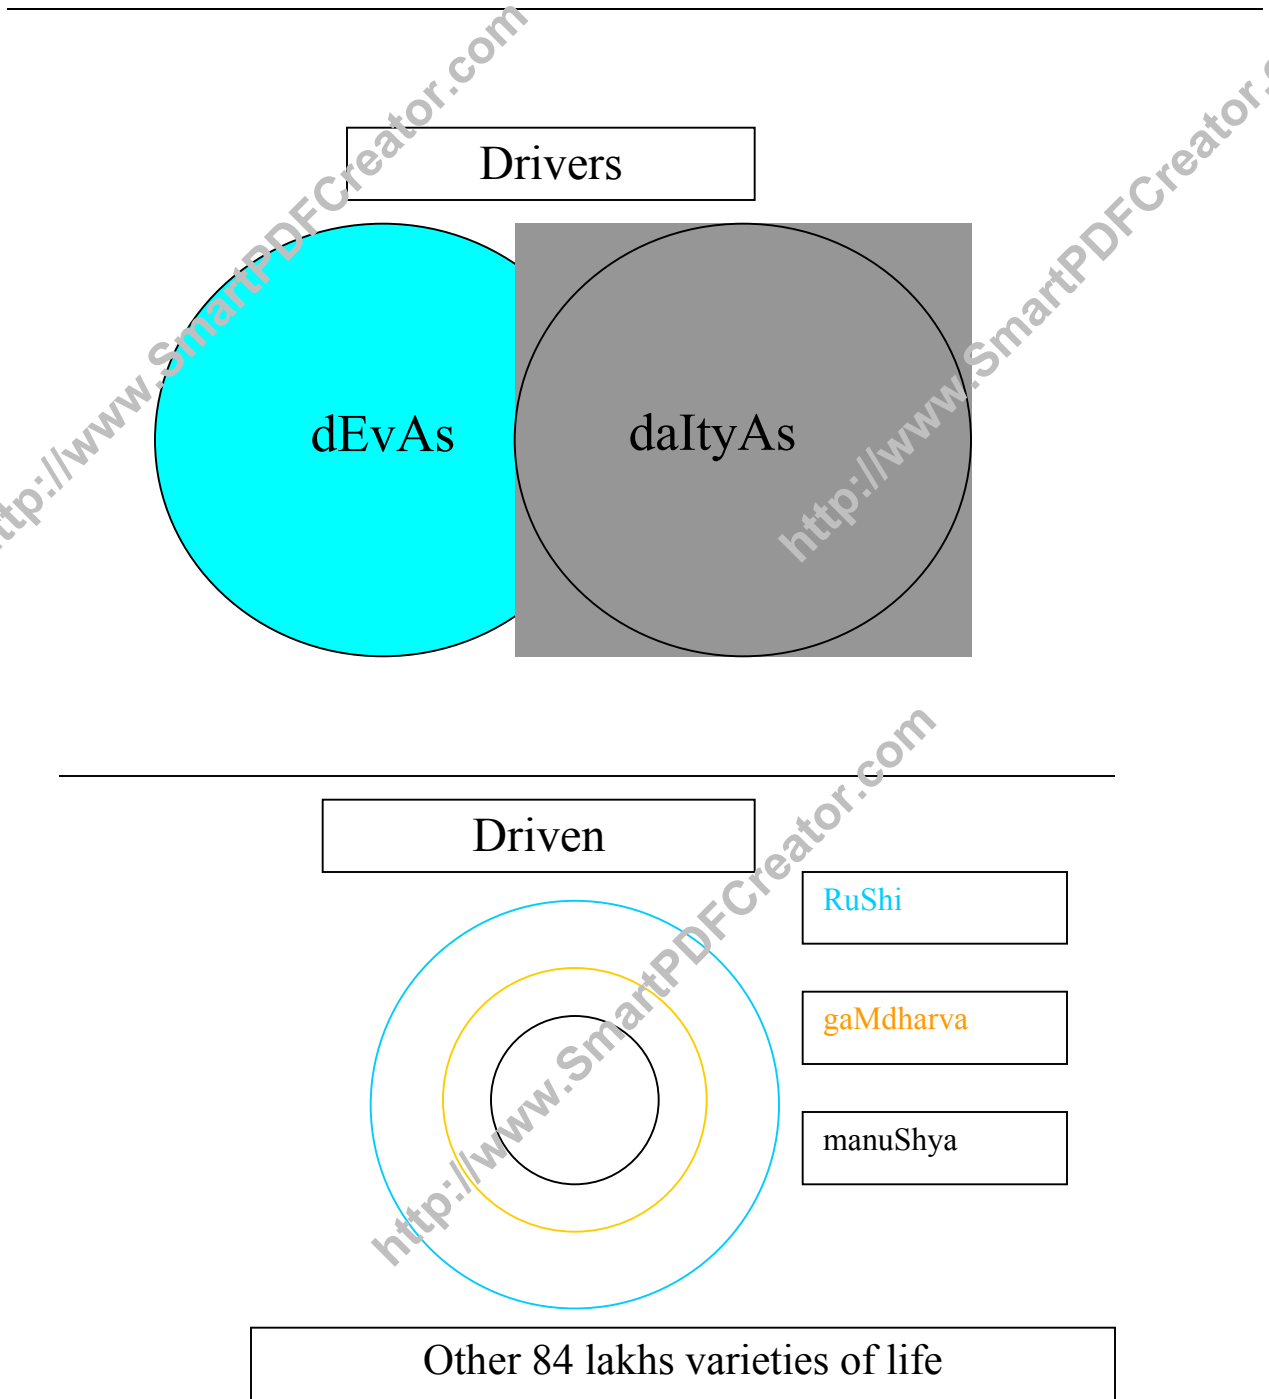 Drivers
dEvAs
daItyAs
Driven
RuShi
gaMdharva
manuShya
Other 84 lakhs varieties of life
http://www.SmartPDFCreator.com
http://www.SmartPDFCreator.com
http://www.SmartPDFCreator.com